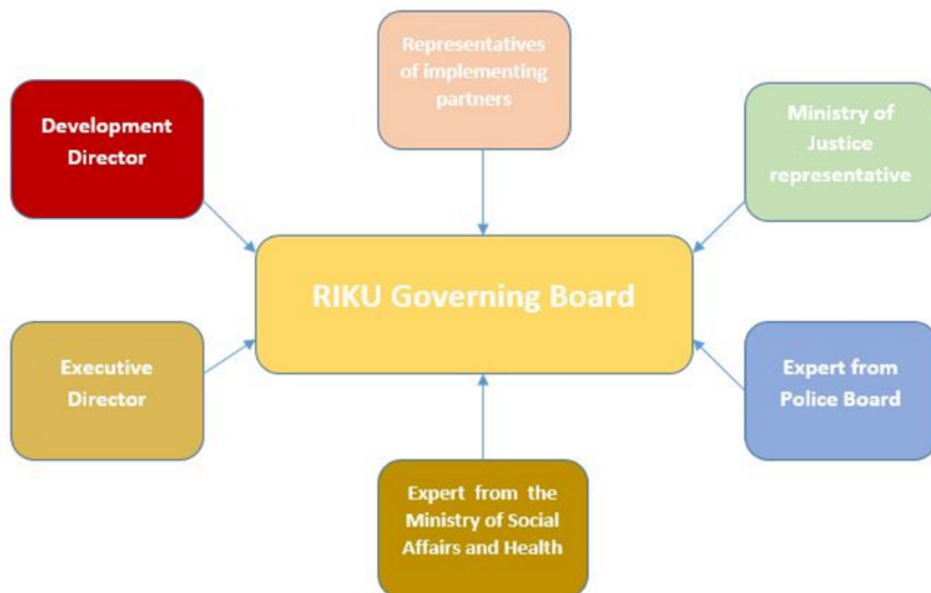 Representatives
of implementing
partners
Development
Director
Ministry of
Justice
representative
RIKU Governing Board
Executive
Director
Expert from
Police Board
Expert from the
Ministry of Social
Affairs and Health